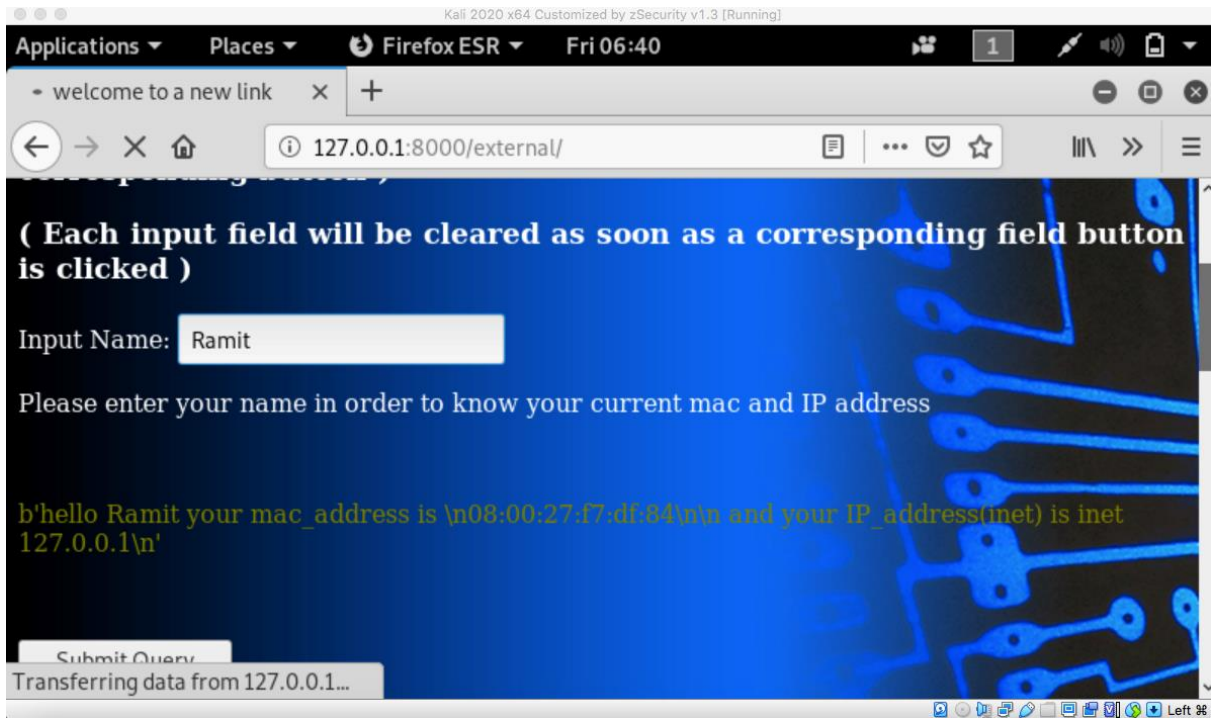 Kali 2020 x64 Customized by zSecurity v1.3 [Running]
Applications Places Firefox ESR Fri 06:40 1
welcome to a new link
127.0.0.1:8000/external/
corresponding button )
( Each input field will be cleared as soon as a corresponding field button
is clicked )
Input Name: Ramit
Please enter your name in order to know your current mac and IP address
b'hello Ramit your mac_address is \n08:00:27:f7:df:84\n\n and your IP_address(inet) is inet
127.0.0.1\n'
Submit Query
Transferring data from 127.0.0.1...
Left ⌘